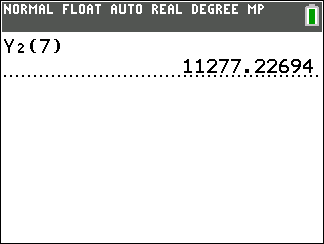 NORMAL FLOAT AUTO REAL DEGREE MP
Y₂(7)
11277.22694